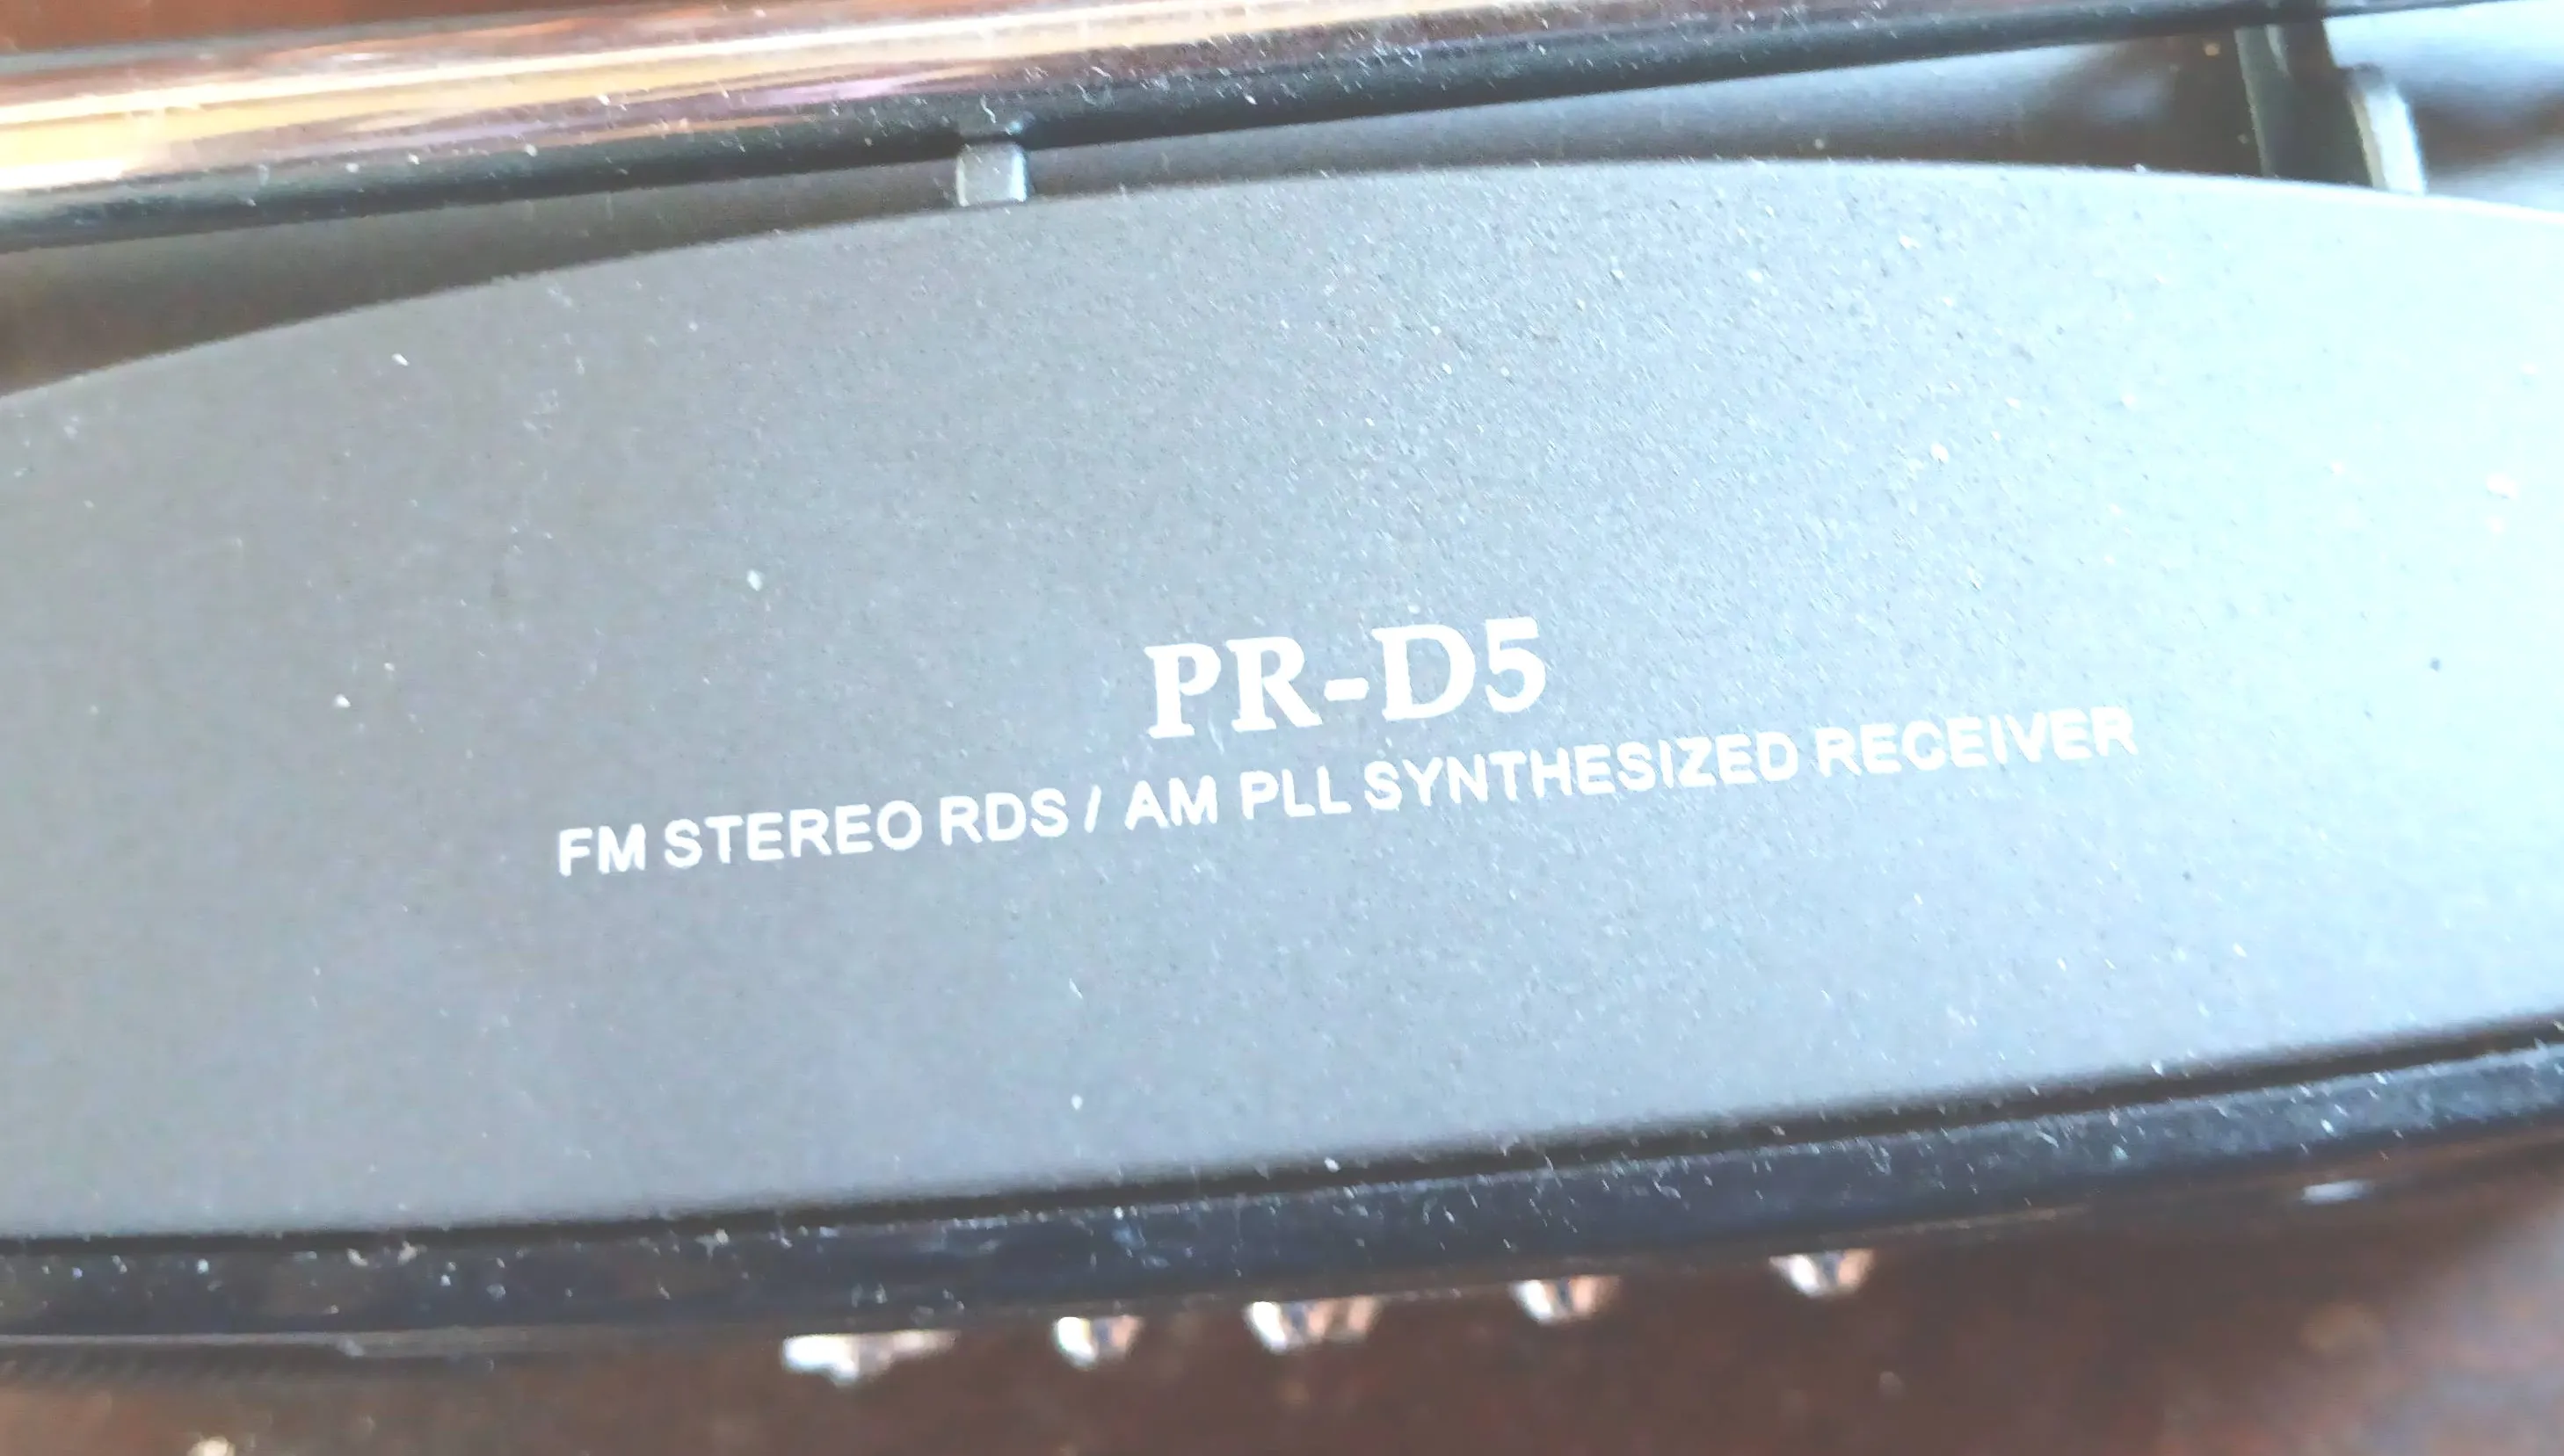 PR-D5
FM STEREO RDS / AM PLL SYNTHESIZED RECEIVER